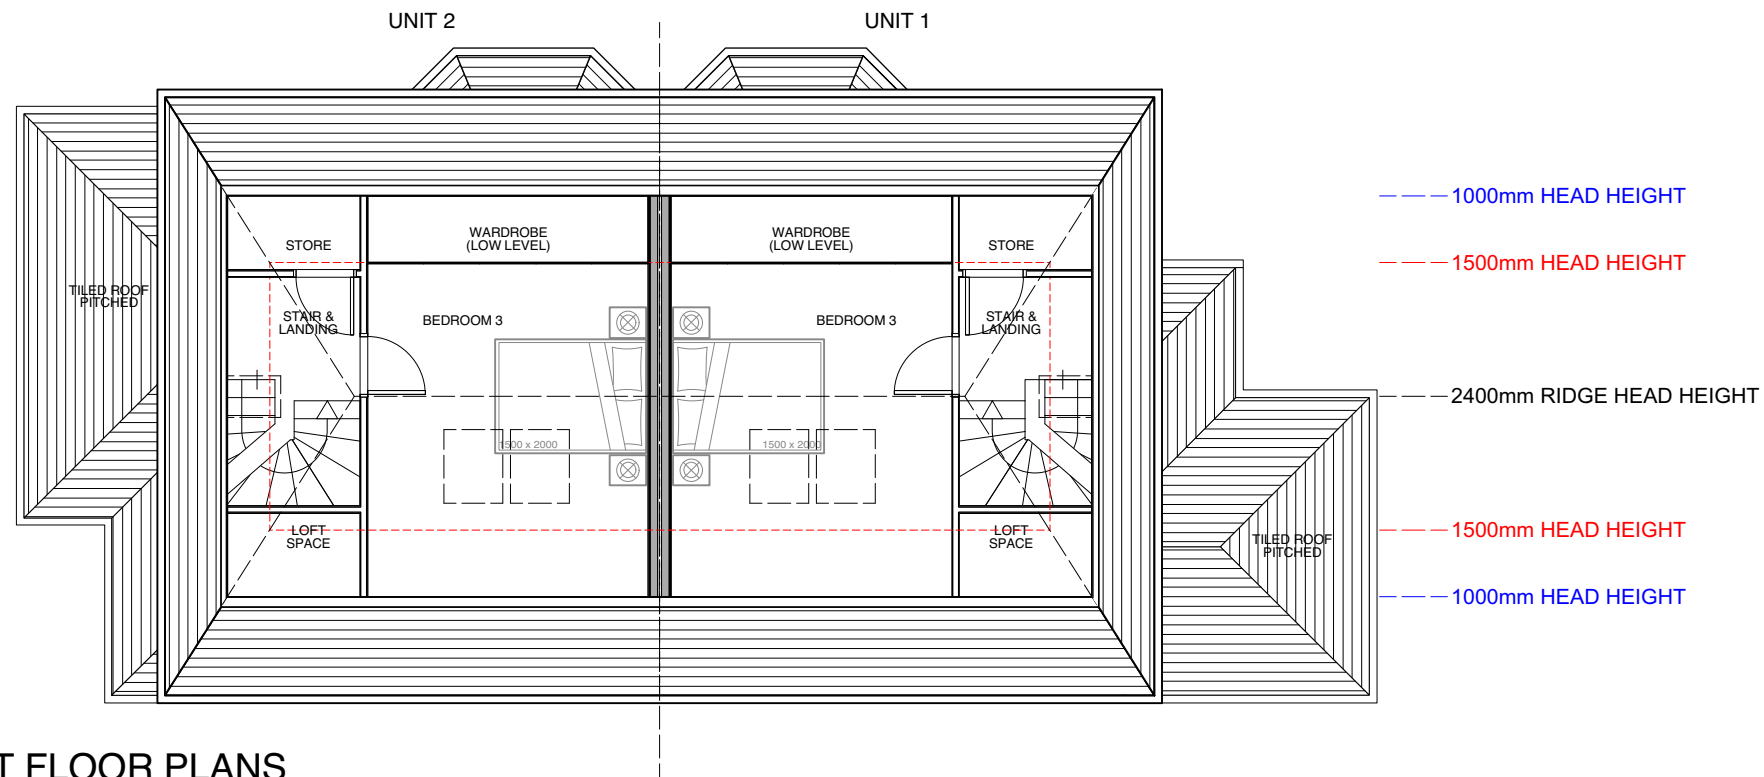 UNIT 2
UNIT 1
1000mm HEAD HEIGHT
WARDROBE
(LOW LEVEL)
WARDROBE
(LOW LEVEL)
STORE
STORE
1500mm HEAD HEIGHT
TILED ROOF
PITCHED
STAIR &
LANDING
BEDROOM 3
BEDROOM 3
STAIR &
LANDING
2400mm RIDGE HEAD HEIGHT
1500 x 2000
1500 x 2000
LOFT
SPACE
LOFT
SPACE
TILED ROOF
PITCHED
1500mm HEAD HEIGHT
1000mm HEAD HEIGHT
T FLOOR PLANS